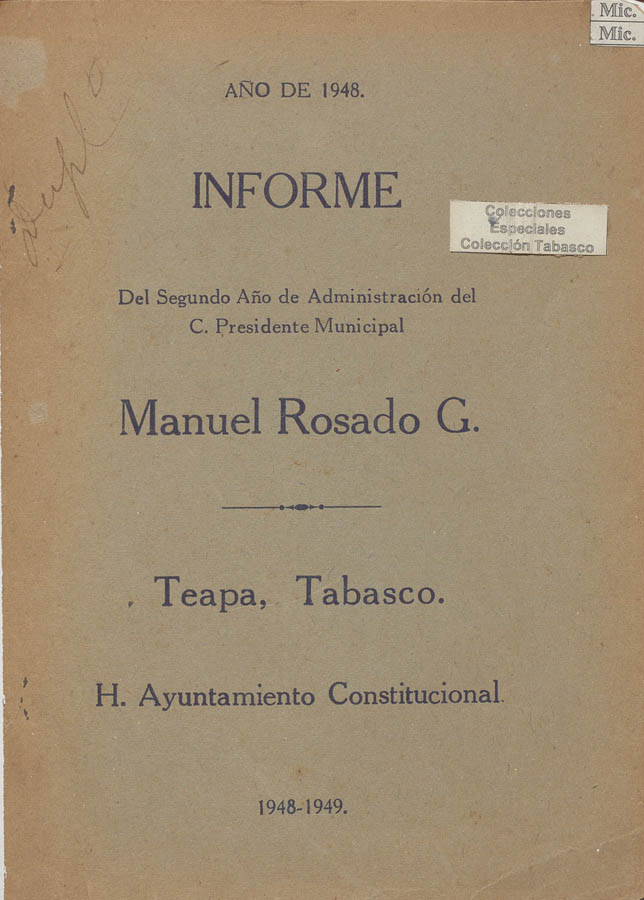 Mic.
Mic.
AÑO DE 1948.
duplo
INFORME
Colecciones
Especiales
Colección Tabasco
Del Segundo Año de Administración del
C. Presidente Municipal
Manuel Rosado G.
Teapa, Tabasco.
H. Ayuntamiento Constitucional.
1948-1949.